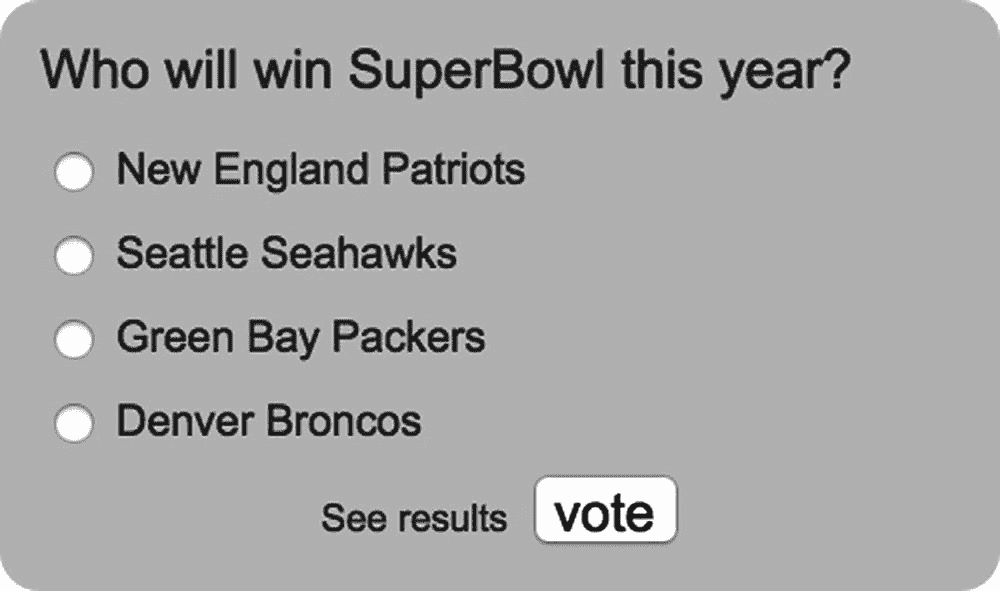 Who will win SuperBowl this year?
New England Patriots
Seattle Seahawks
Green Bay Packers
Denver Broncos
See results vote